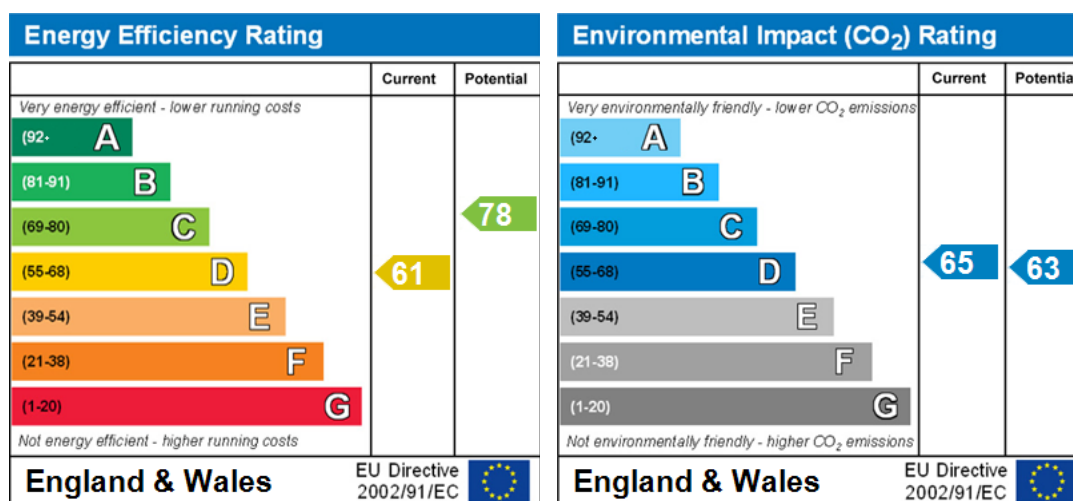 Energy Efficiency Rating
Current Potential
Very energy efficient - lower running costs
(92+ A
(81-91) B
78
(69-80) C
(55-68) D
61
(39-54) E
(21-38) F
(1-20) G
Not energy efficient - higher running costs
England & Wales
EU Directive
2002/91/EC
Environmental Impact (CO₂) Rating
Current Potentia
Very environmentally friendly - lower CO₂ emissions
(92+ A
(81-91) B
(69-80) C
(55-68) D
65
63
(39-54) E
(21-38) F
(1-20) G
Not environmentally friendly - higher CO₂ emissions
England & Wales
EU Directive
2002/91/EC